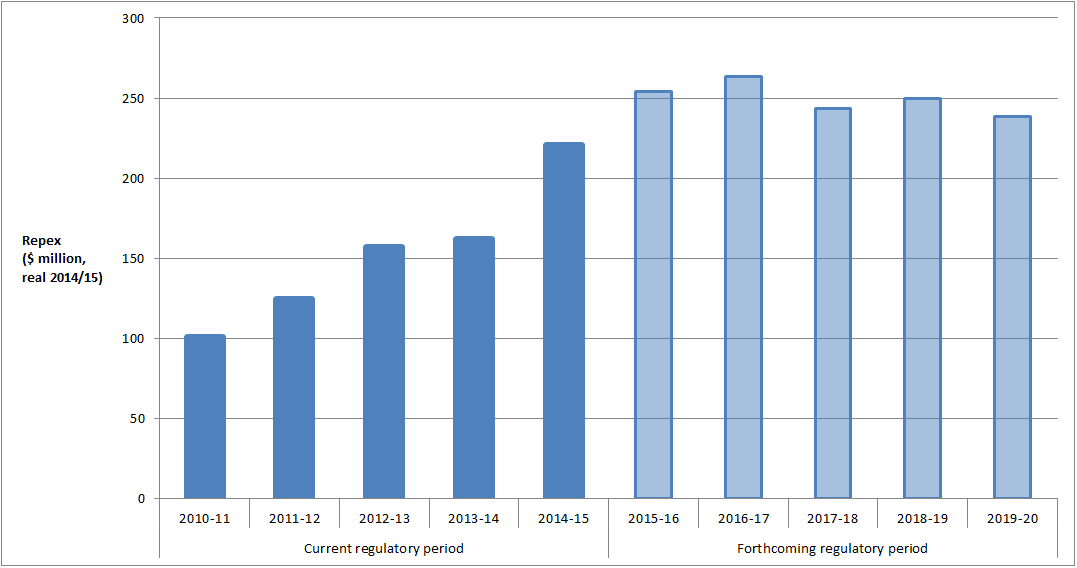 300
250
200
150
100
50
0
Repex
($ million,
real 2014/15)
2010-11 2011-12 2012-13 2013-14 2014-15 2015-16 2016-17 2017-18 2018-19 2019-20
Current regulatory period Forthcoming regulatory period